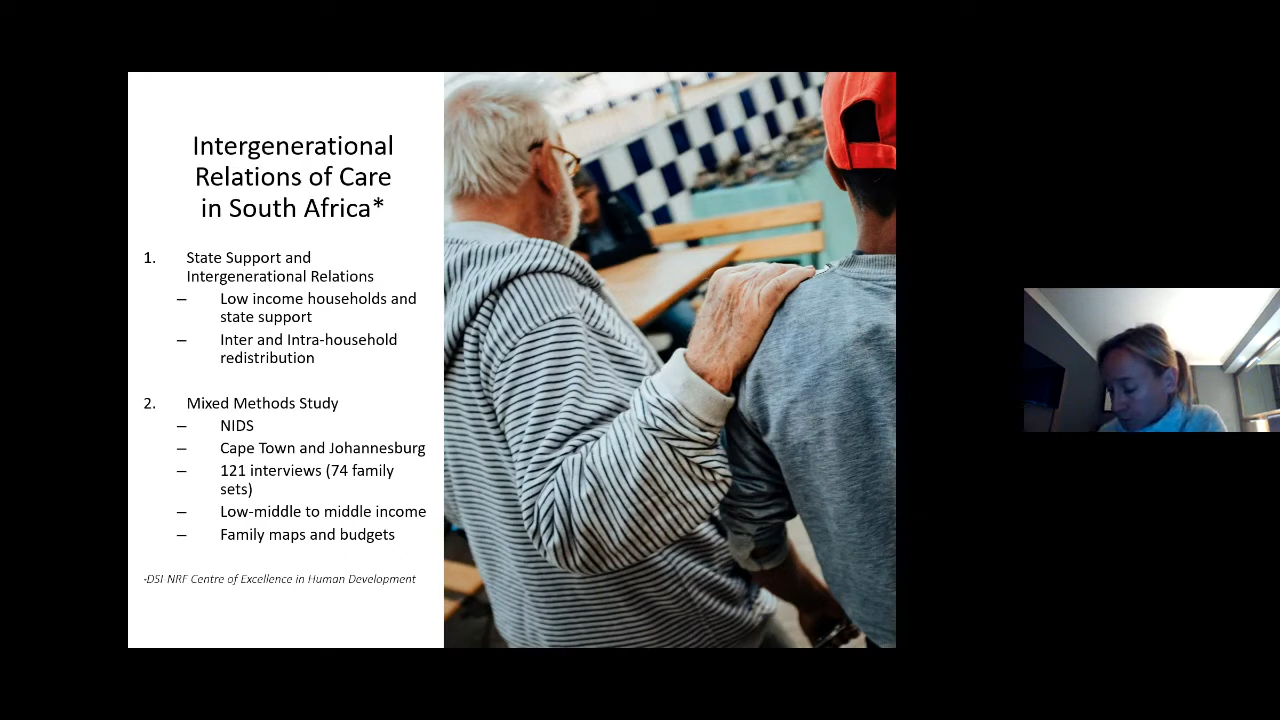 Intergenerational
Relations of Care
in South Africa*
1. State Support and
Intergenerational Relations
– Low income households and
state support
– Inter and Intra-household
redistribution
2. Mixed Methods Study
– NIDS
– Cape Town and Johannesburg
– 121 interviews (74 family
sets)
– Low-middle to middle income
– Family maps and budgets
*DSI NRF Centre of Excellence in Human Development